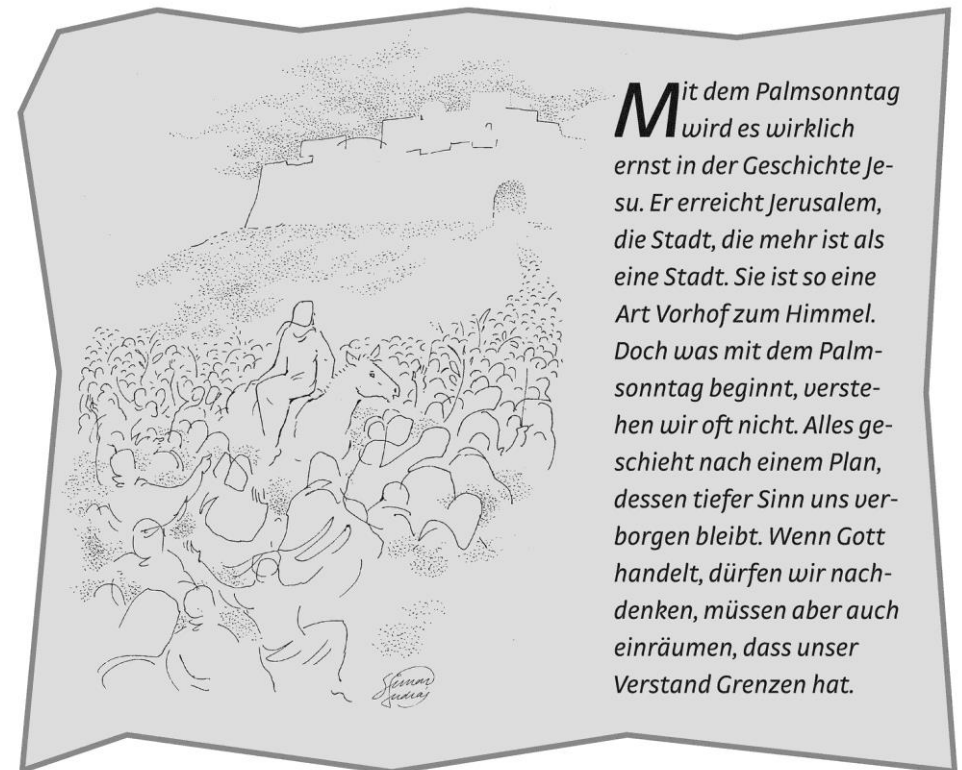 Mit dem Palmsonntag
wird es wirklich
ernst in der Geschichte Je-
su. Er erreicht Jerusalem,
die Stadt, die mehr ist als
eine Stadt. Sie ist so eine
Art Vorhof zum Himmel.
Doch was mit dem Palm-
sonntag beginnt, verste-
hen wir oft nicht. Alles ge-
schieht nach einem Plan,
dessen tiefer Sinn uns ver-
borgen bleibt. Wenn Gott
handelt, dürfen wir nach-
denken, müssen aber auch
einräumen, dass unser
Verstand Grenzen hat.